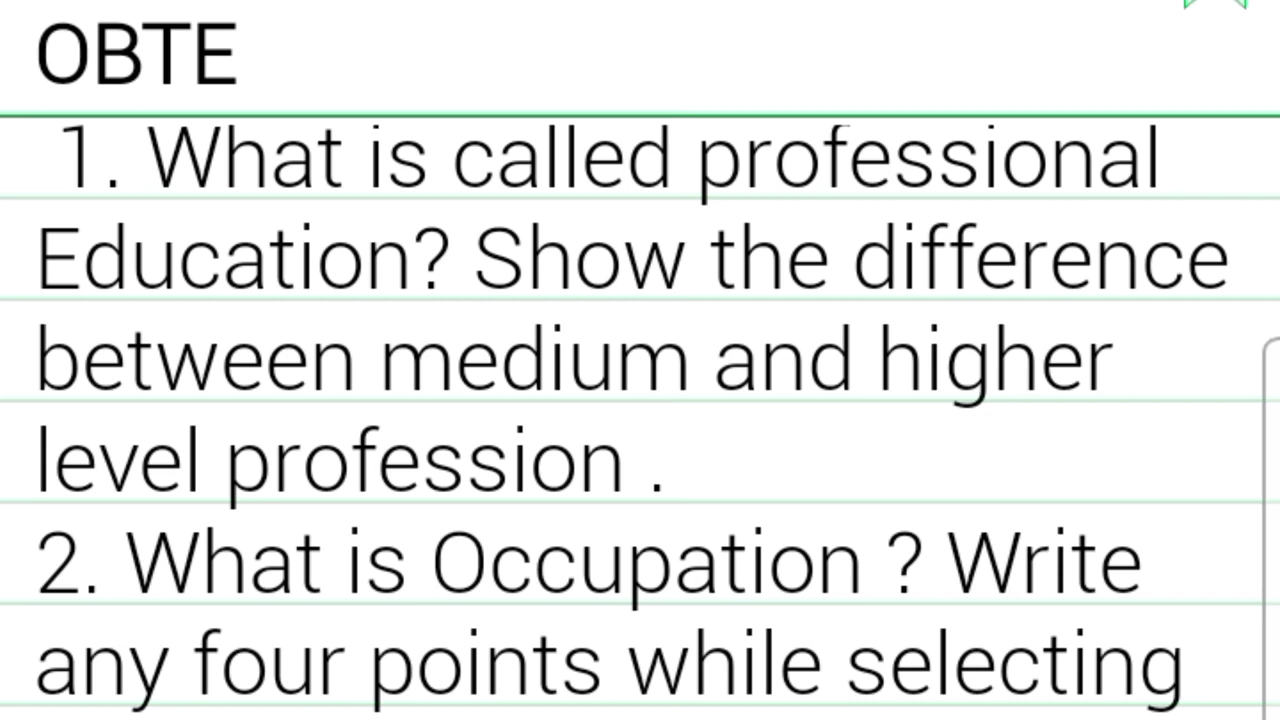 OBTE
1. What is called professional
Education? Show the difference
between medium and higher
level profession .
2. What is Occupation ? Write
any four points while selecting